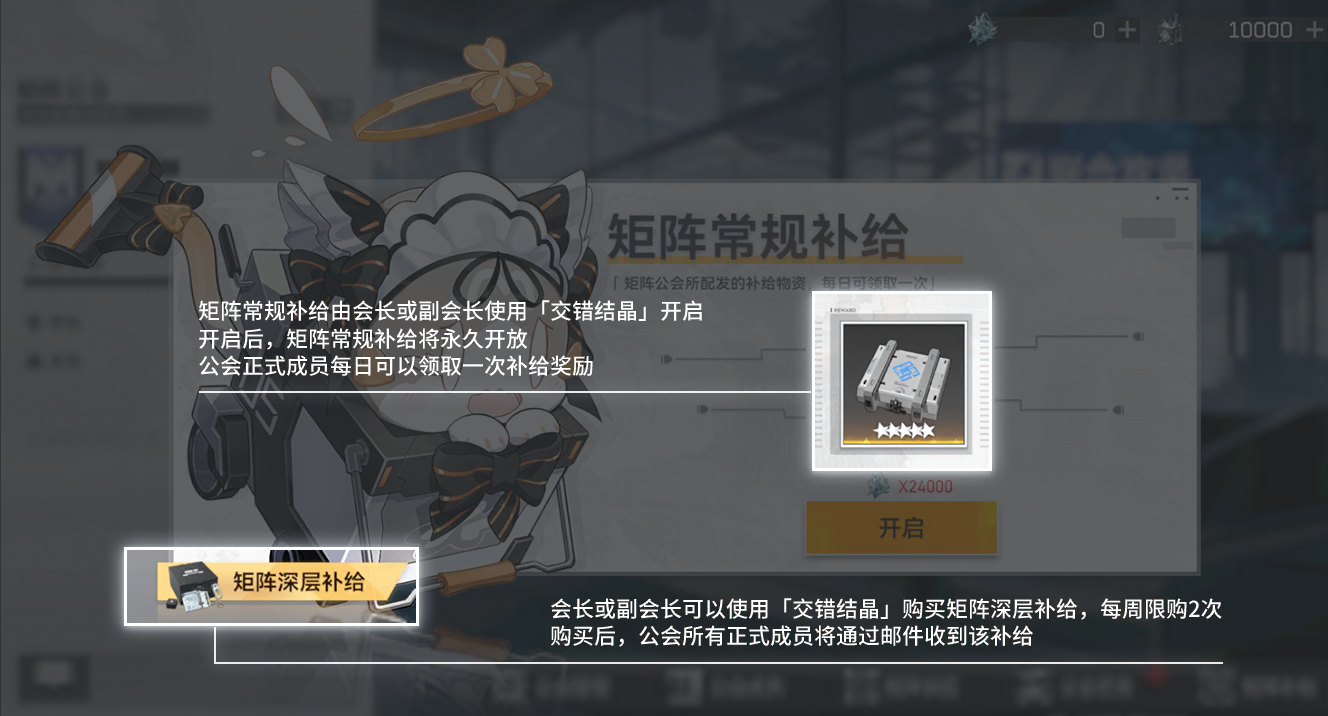 0
10000
矩阵常规补给
「 矩阵公会所配发的补给物资，每日可领取一次」
矩阵常规补给由会长或副会长使用「交错结晶」开启
开启后，矩阵常规补给将永久开放
公会正式成员每日可以领取一次补给奖励
REWARD
X24000
开启
矩阵深层补给
会长或副会长可以使用「交错结晶」购买矩阵深层补给，每周限购2次
购买后，公会所有正式成员将通过邮件收到该补给